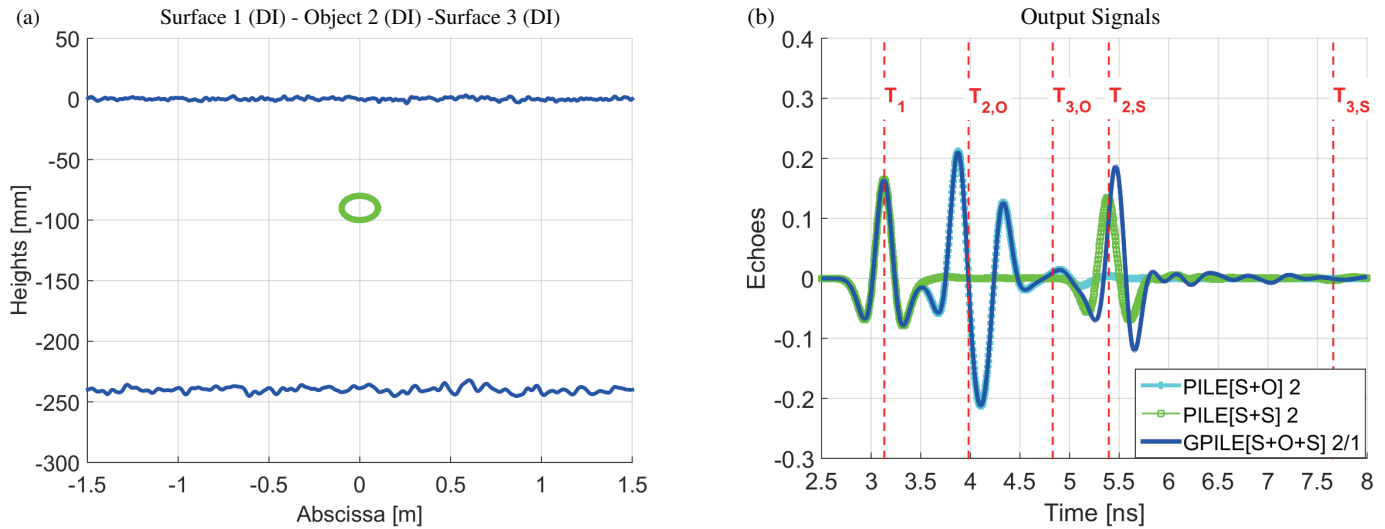 (a)
Surface 1 (DI) - Object 2 (DI) -Surface 3 (DI)
50
0
-50
-100
-150
-200
-250
-300
Heights [mm]
-1.5
-1
-0.5
0
0.5
1
1.5
Abscissa [m]
(b)
Output Signals
0.4
0.3
0.2
0.1
0
-0.1
-0.2
-0.3
Echoes
T1
T2,O
T3,O
T2,S
T3,S
PILE[S+O] 2
PILE[S+S] 2
GPILE[S+O+S] 2/1
2.5
3
3.5
4
4.5
5
5.5
6
6.5
7
7.5
8
Time [ns]